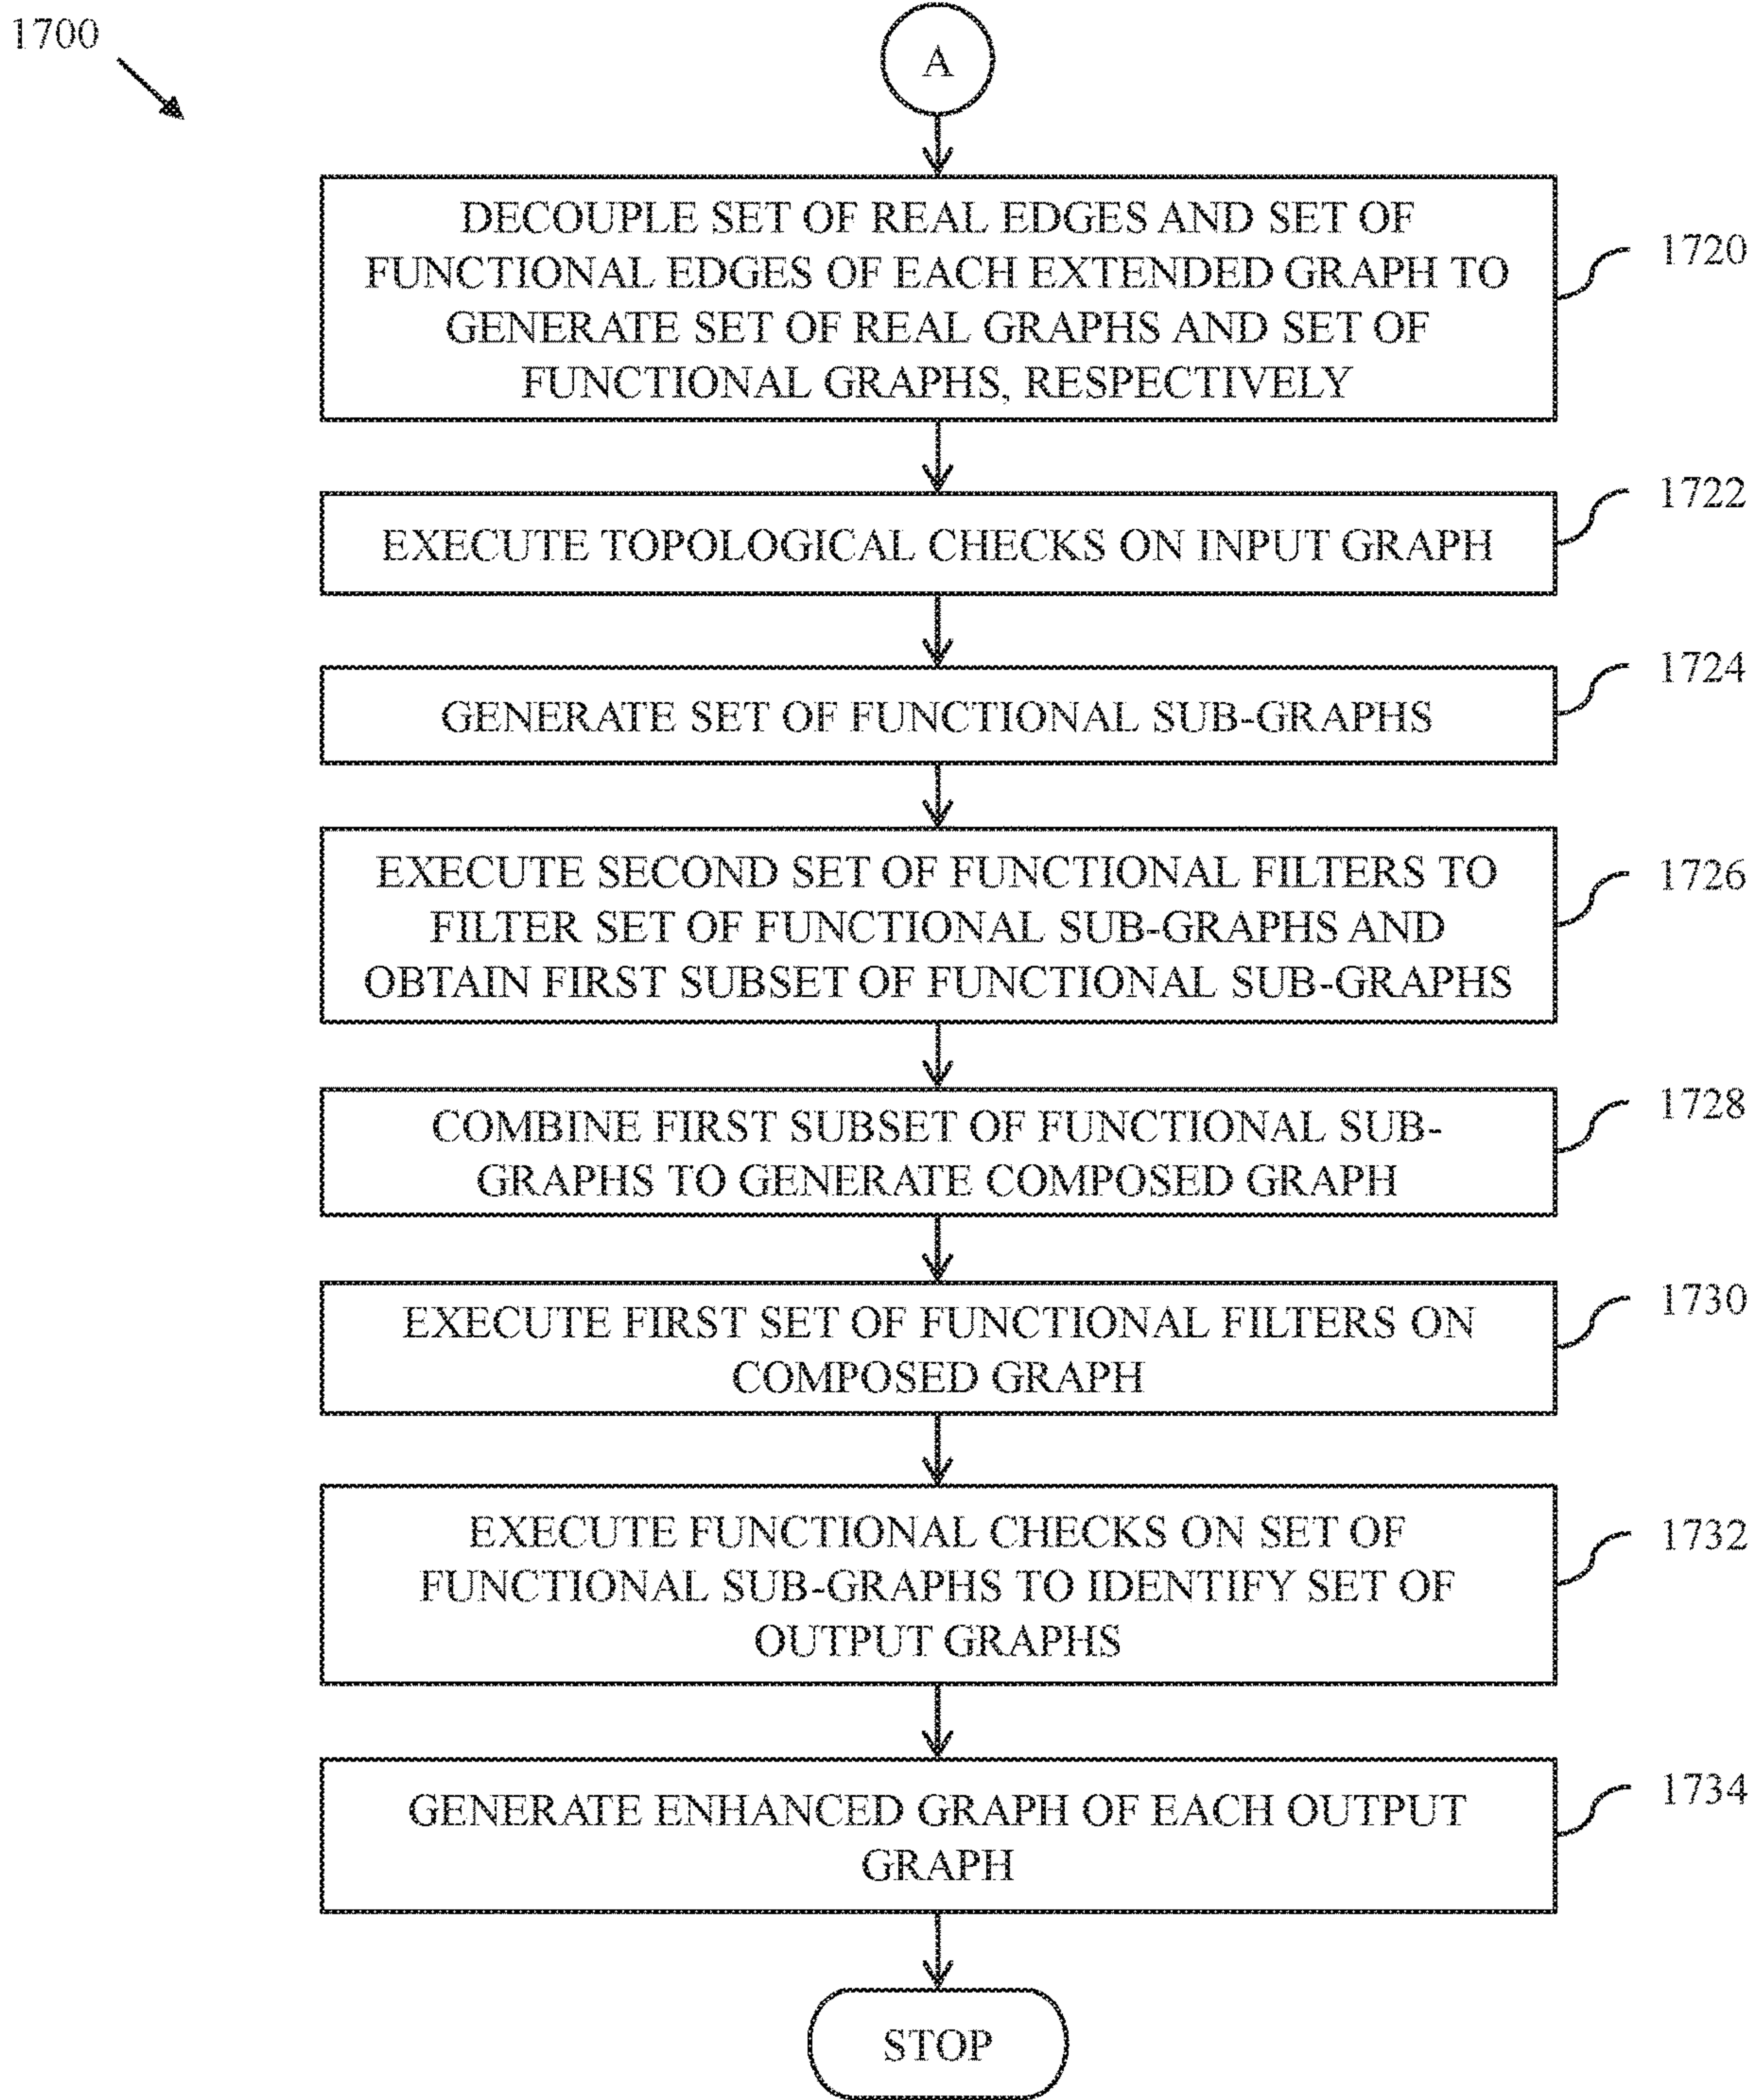 1700
A
DECOUPLE SET OF REAL EDGES AND SET OF
FUNCTIONAL EDGES OF EACH EXTENDED GRAPH TO
GENERATE SET OF REAL GRAPHS AND SET OF
FUNCTIONAL GRAPHS, RESPECTIVELY
1720
EXECUTE TOPOLOGICAL CHECKS ON INPUT GRAPH
1722
GENERATE SET OF FUNCTIONAL SUB-GRAPHS
1724
EXECUTE SECOND SET OF FUNCTIONAL FILTERS TO
FILTER SET OF FUNCTIONAL SUB-GRAPHS AND
OBTAIN FIRST SUBSET OF FUNCTIONAL SUB-GRAPHS
1726
COMBINE FIRST SUBSET OF FUNCTIONAL SUB-
GRAPHS TO GENERATE COMPOSED GRAPH
1728
EXECUTE FIRST SET OF FUNCTIONAL FILTERS ON
COMPOSED GRAPH
1730
EXECUTE FUNCTIONAL CHECKS ON SET OF
FUNCTIONAL SUB-GRAPHS TO IDENTIFY SET OF
OUTPUT GRAPHS
1732
GENERATE ENHANCED GRAPH OF EACH OUTPUT
GRAPH
1734
STOP